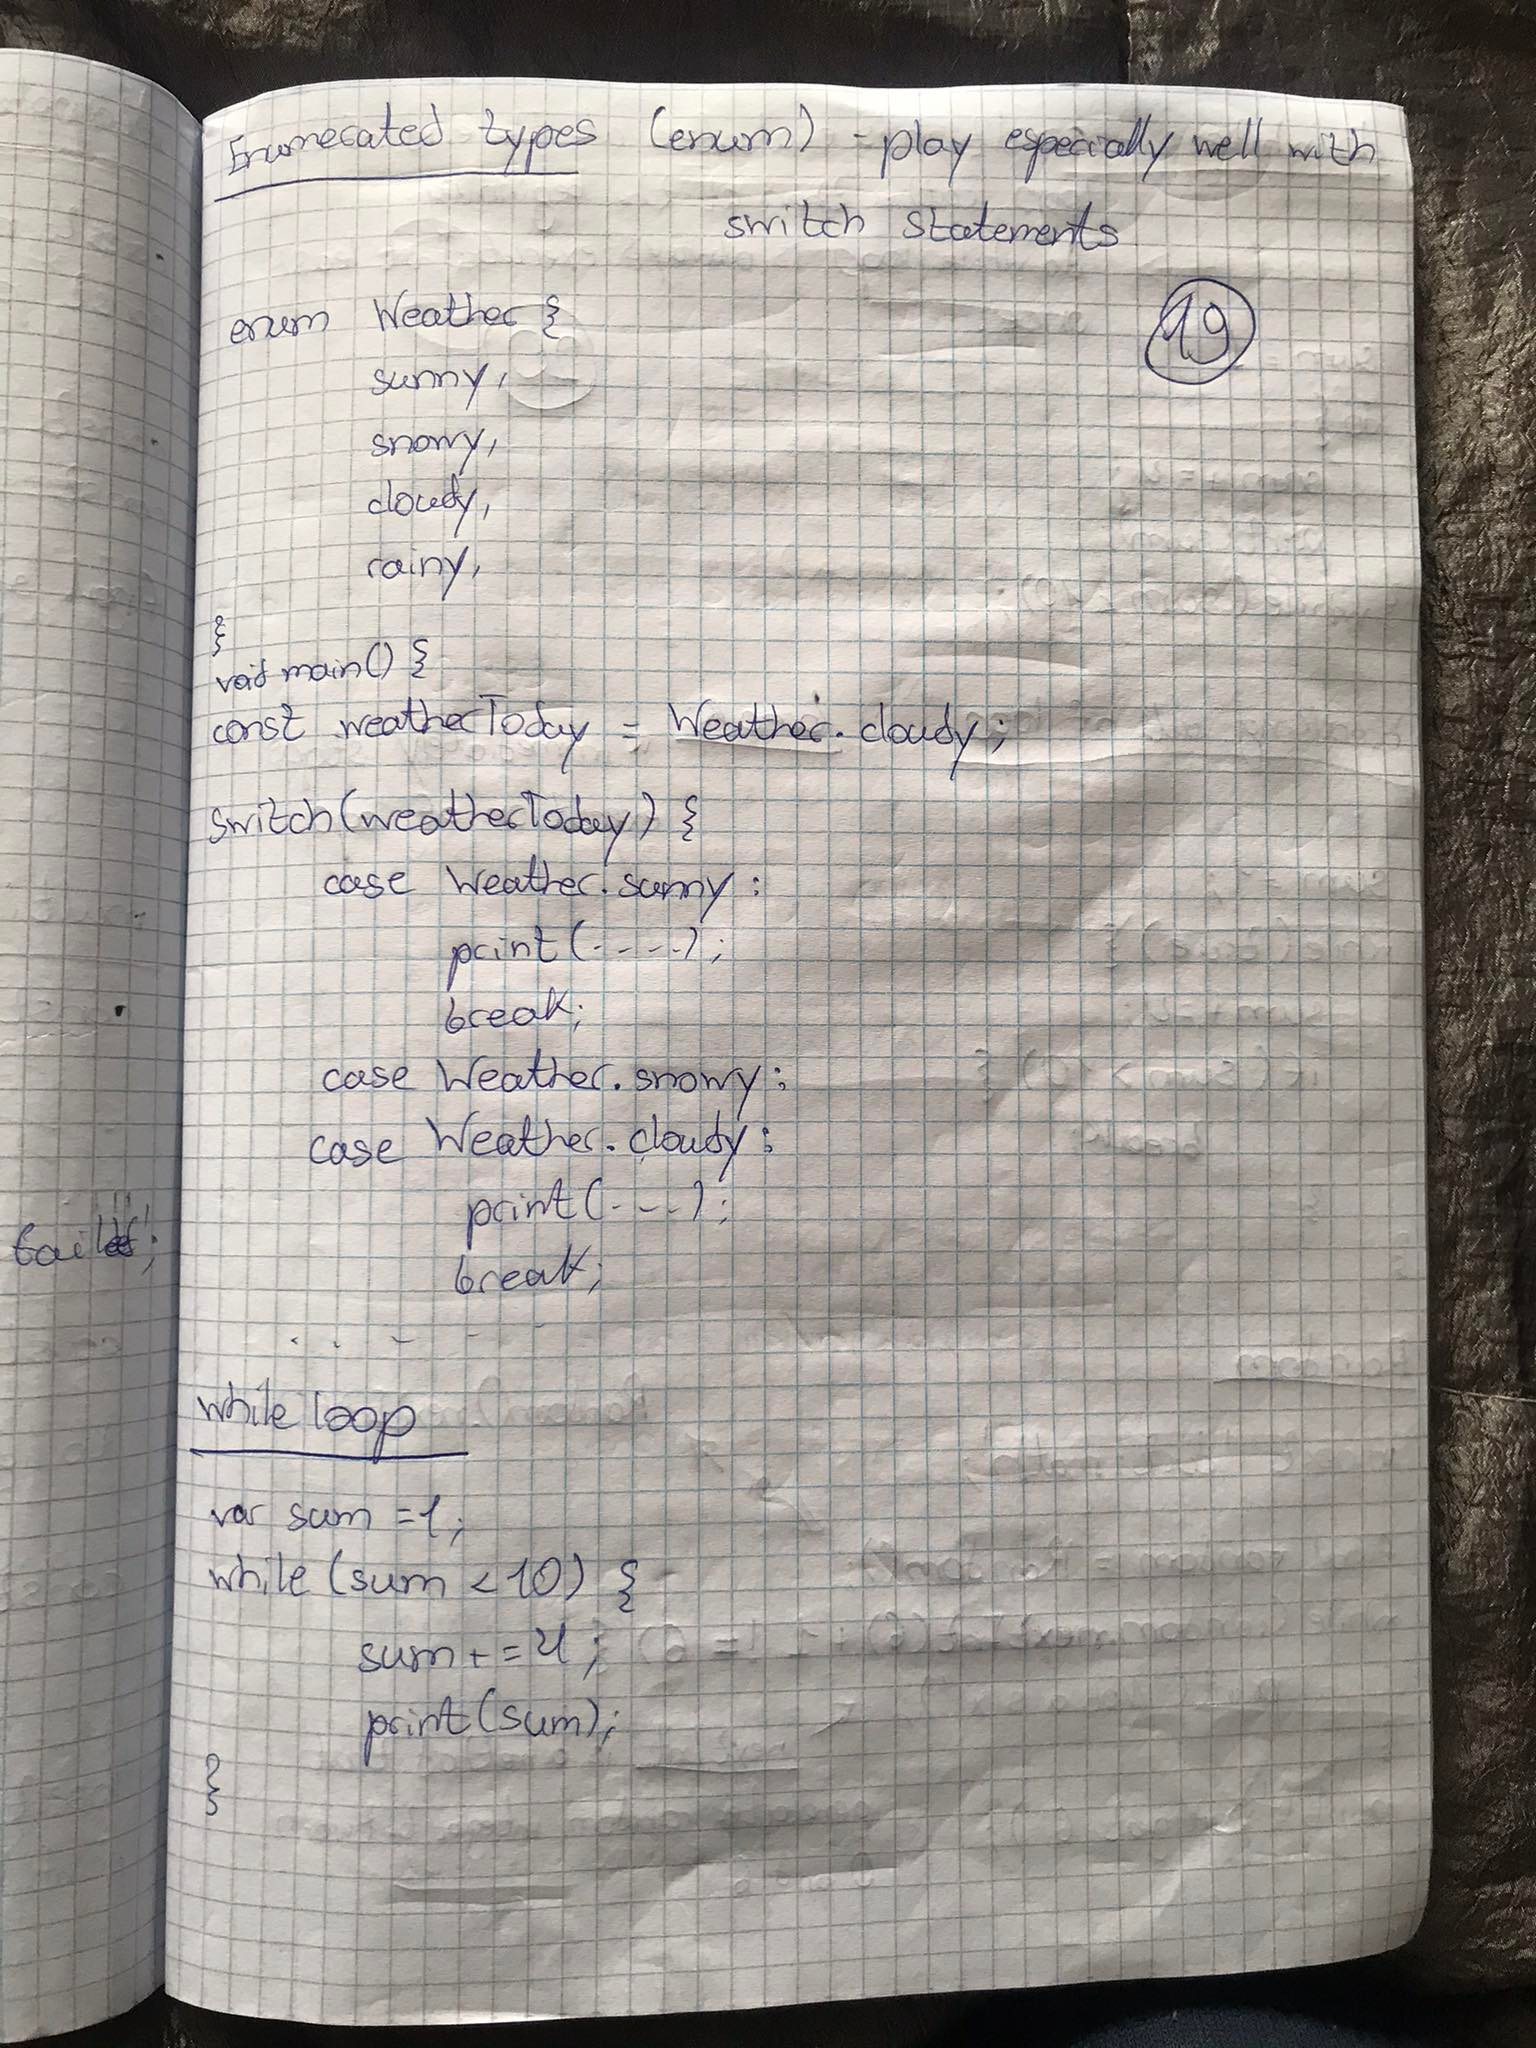 Enumerated types (enum) - play especially well with
switch statements
19
enum Weather {
sunny,
snowy,
cloudy,
rainy,
}
void main() {
const weatherToday = Weather.cloudy;
switch(weatherToday) {
case Weather.sunny:
print(----);
break;
case Weather.snowy:
case Weather.cloudy:
print(---);
break;
. . - - -
while loop
var sum =1;
while (sum <10) {
sum+=4;
print(sum);
}